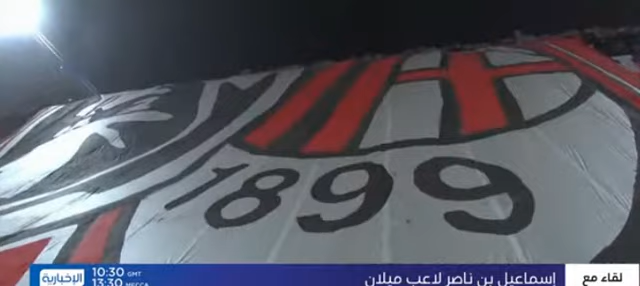 1899
لقاء مع
إسماعيل بن ناصر لاعب ميلان
10:30 GMT
13:30 MECCA
الإخبارية